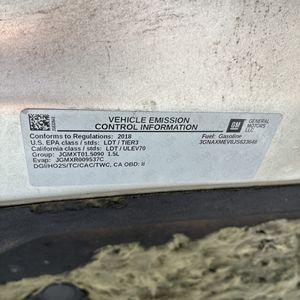 VEHICLE EMISSION
CONTROL INFORMATION
GM
GENERAL MOTORS LLC
Conforms to Regulations: 2018
Fuel: Gasoline
U.S. EPA class / stds: LDT / TIER3
California class / stds: LDT / ULEV70
Group: JGMXT01.5090 1.5L
Evap: JGMXR0095
DGI/HO2S/TC/CAC/TWC, CA OBD: II